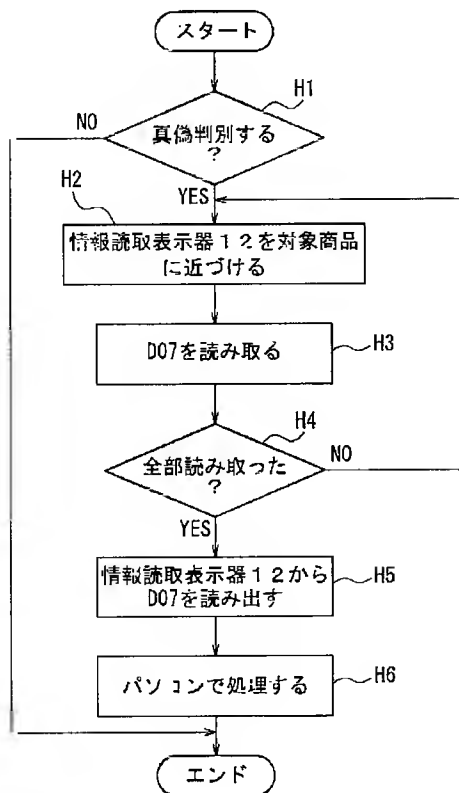 スタート
H1
NO
真偽判別する
?
H2
YES
情報読取表示器12を対象商品
に近づける
D07を読み取る
H3
H4
全部読み取った
?
NO
YES
情報読取表示器12から
D07を読み出す
H5
パソコンで処理する
H6
エンド